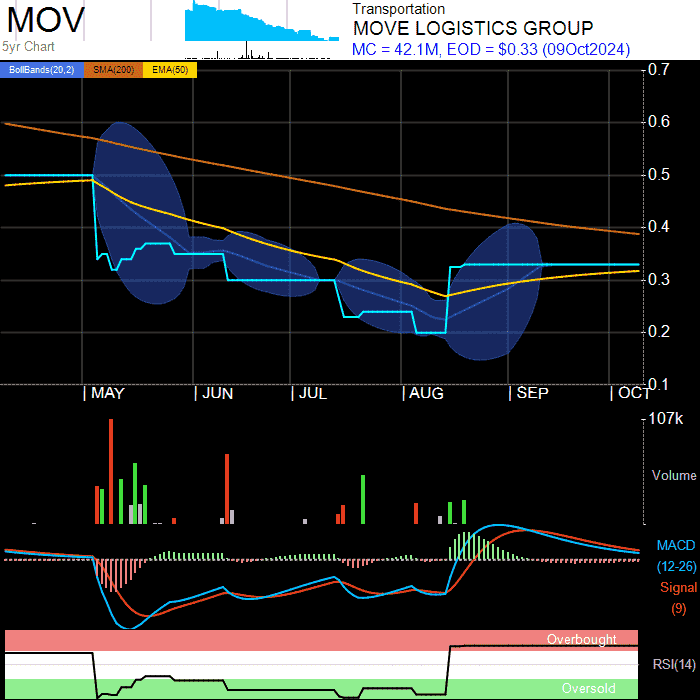 MOV
5yr Chart
Transportation
MOVE LOGISTICS GROUP
MC = 42.1M, EOD = $0.33 (09Oct2024)
BollBands(20,2) SMA(200) EMA(50)
0.7
0.6
0.5
0.4
0.3
0.2
0.1
MAY JUN JUL AUG SEP OCT
107k
Volume
MACD
(12-26)
Signal
(9)
Overbought
RSI(14)
Oversold